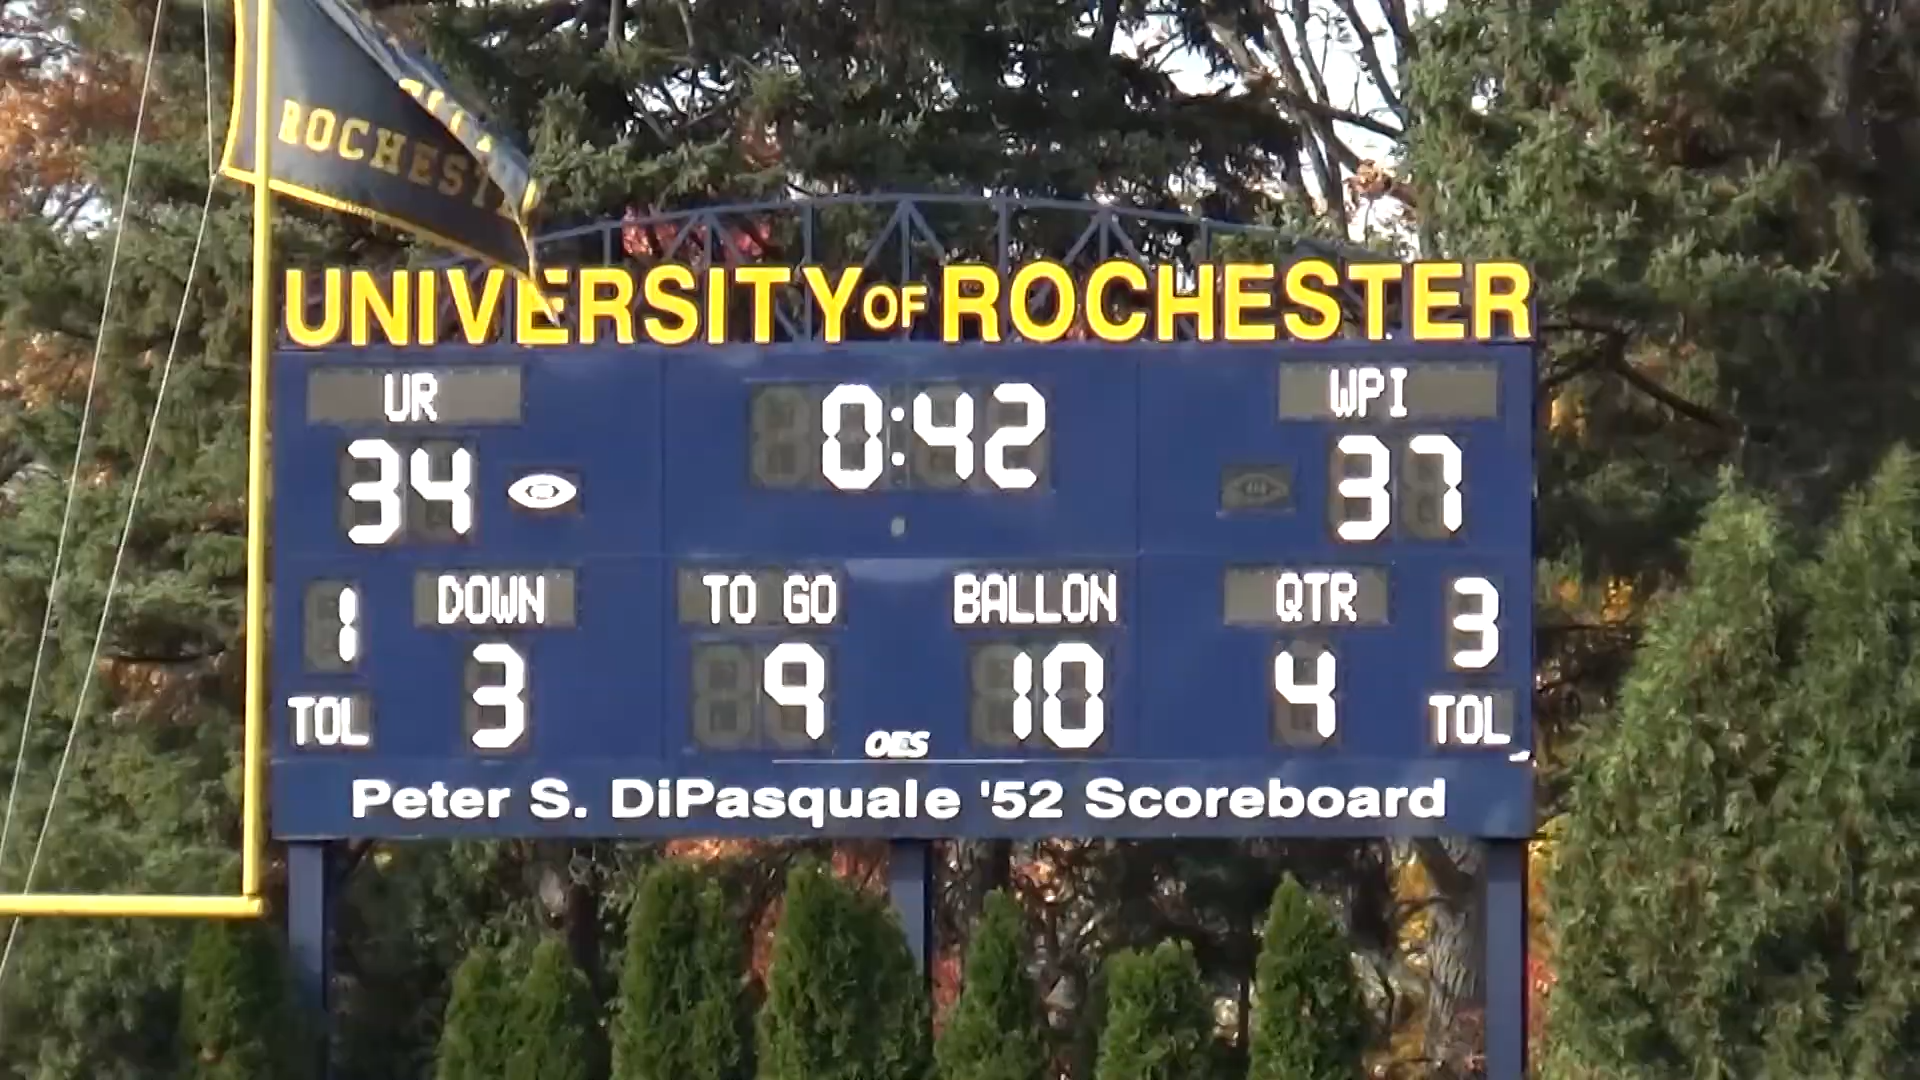 ROCHEST
UNIVERSITY OF ROCHESTER
UR 0:42 WPI
34 37
1 DOWN TO GO BALLON QTR 3
TOL 3 9 10 4 TOL
OES
Peter S. DiPasquale '52 Scoreboard